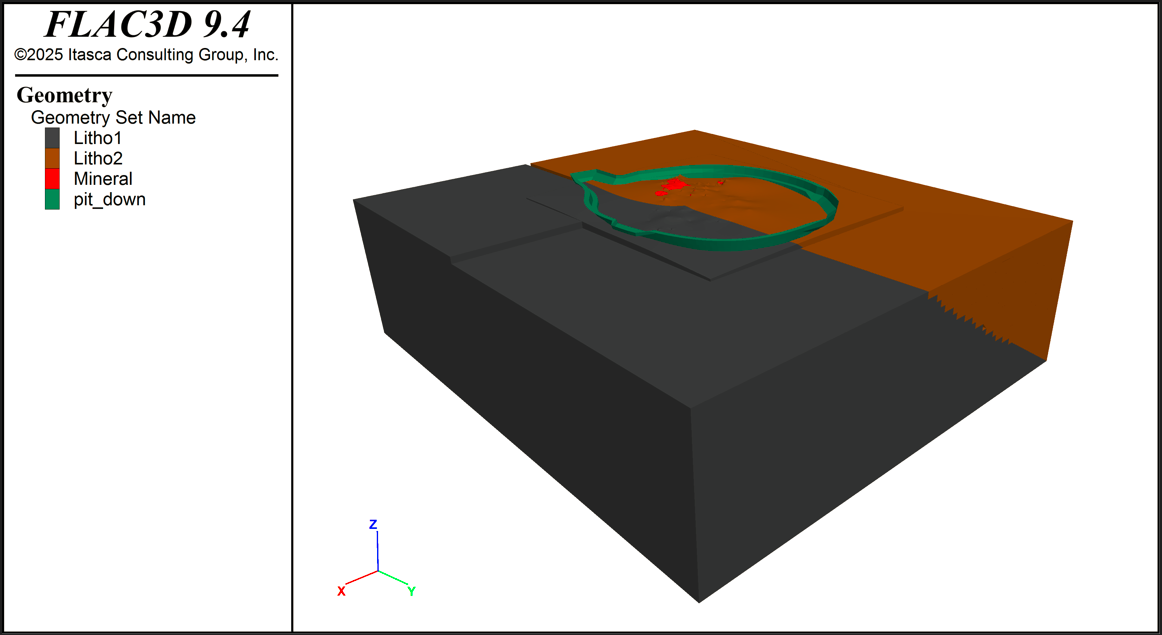 FLAC3D 9.4
©2025 Itasca Consulting Group, Inc.
Geometry
Geometry Set Name
Litho1
Litho2
Mineral
pit_down
Z
X
Y